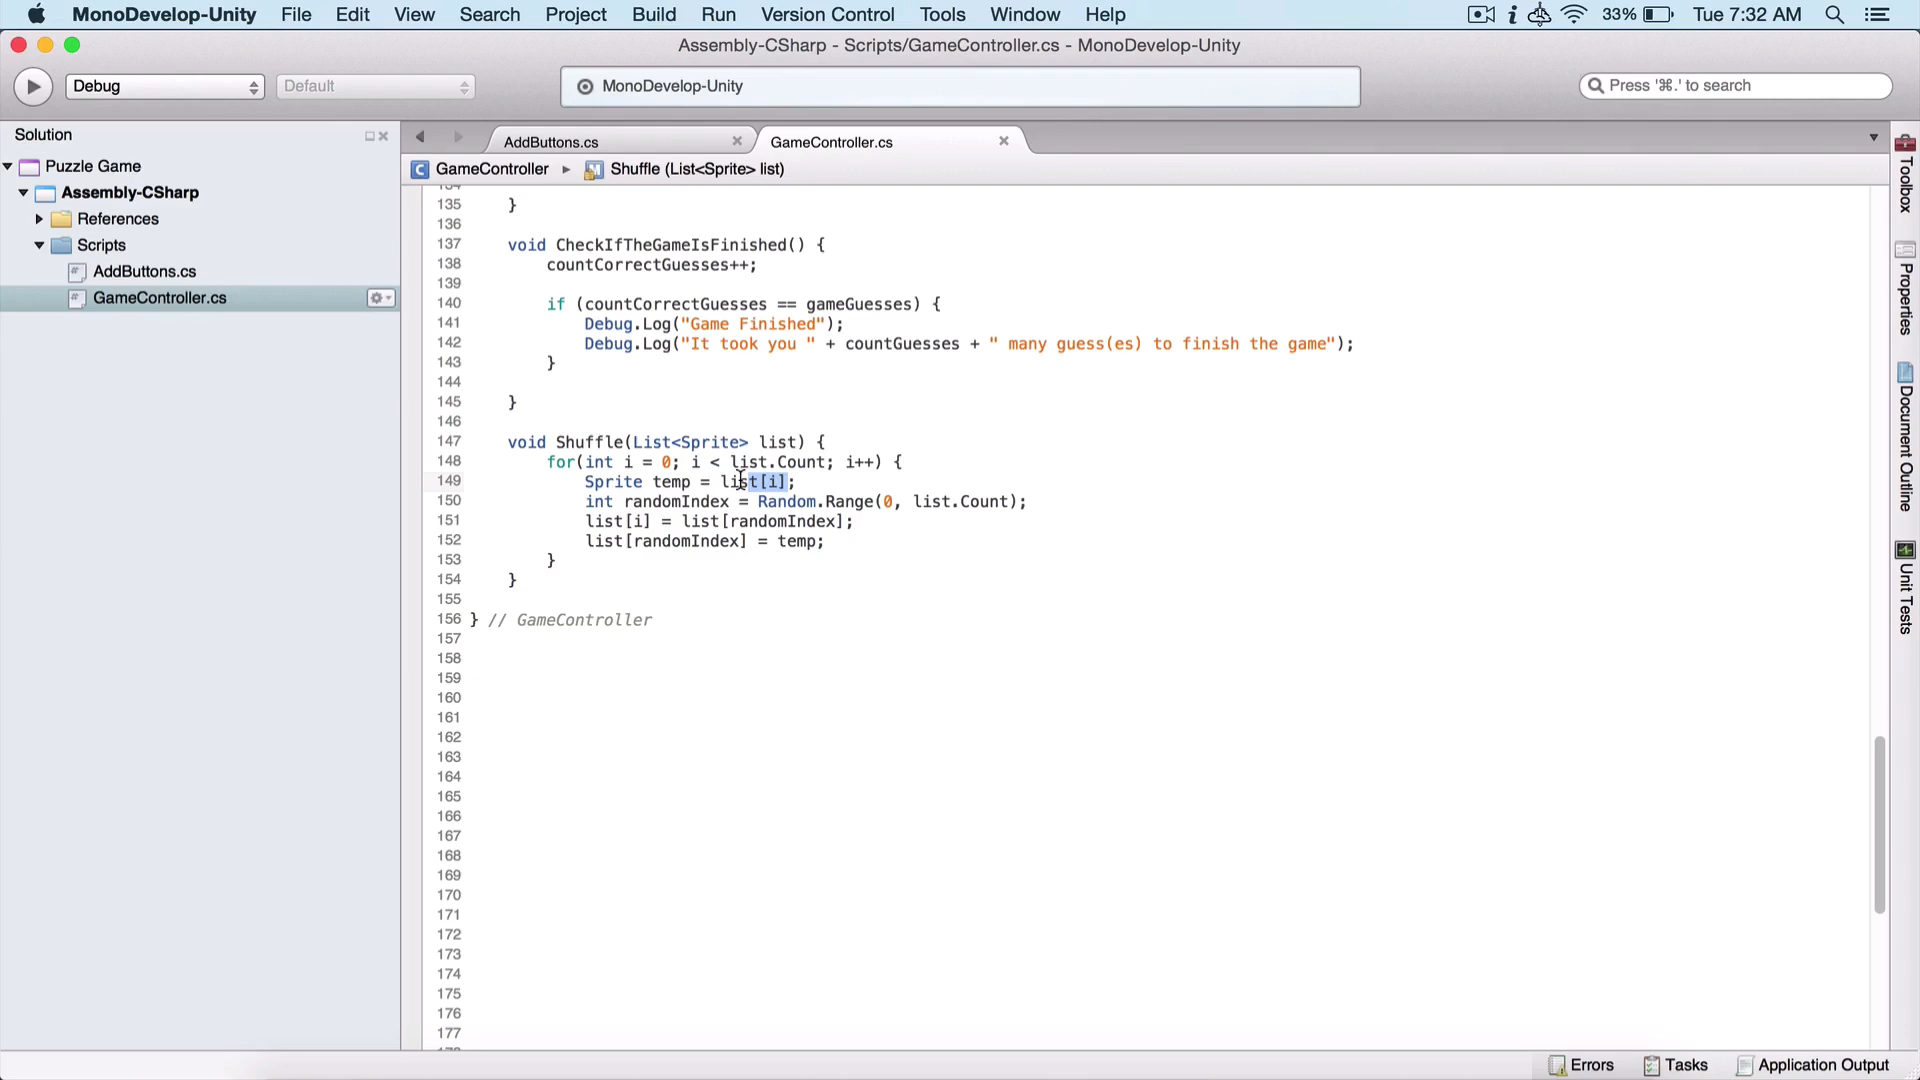 MonoDevelop-Unity File Edit View Search Project Build Run Version Control Tools Window Help 33% Tue 7:32 AM
Assembly-CSharp - Scripts/GameController.cs - MonoDevelop-Unity
Debug Default MonoDevelop-Unity Press '⌘.' to search
Solution
Puzzle Game
Assembly-CSharp
References
Scripts
AddButtons.cs
GameController.cs
AddButtons.cs GameController.cs
GameController Shuffle (List<Sprite> list)
135 }
136
137 void CheckIfTheGameIsFinished() {
138 countCorrectGuesses++;
139
140 if (countCorrectGuesses == gameGuesses) {
141 Debug.Log("Game Finished");
142 Debug.Log("It took you " + countGuesses + " many guess(es) to finish the game");
143 }
144
145 }
146
147 void Shuffle(List<Sprite> list) {
148 for(int i = 0; i < list.Count; i++) {
149 Sprite temp = list[i];
150 int randomIndex = Random.Range(0, list.Count);
151 list[i] = list[randomIndex];
152 list[randomIndex] = temp;
153 }
154 }
155
156 } // GameController
157
158
159
160
161
162
163
164
165
166
167
168
169
170
171
172
173
174
175
176
177
Toolbox
Properties
Document Outline
Unit Tests
Errors Tasks Application Output